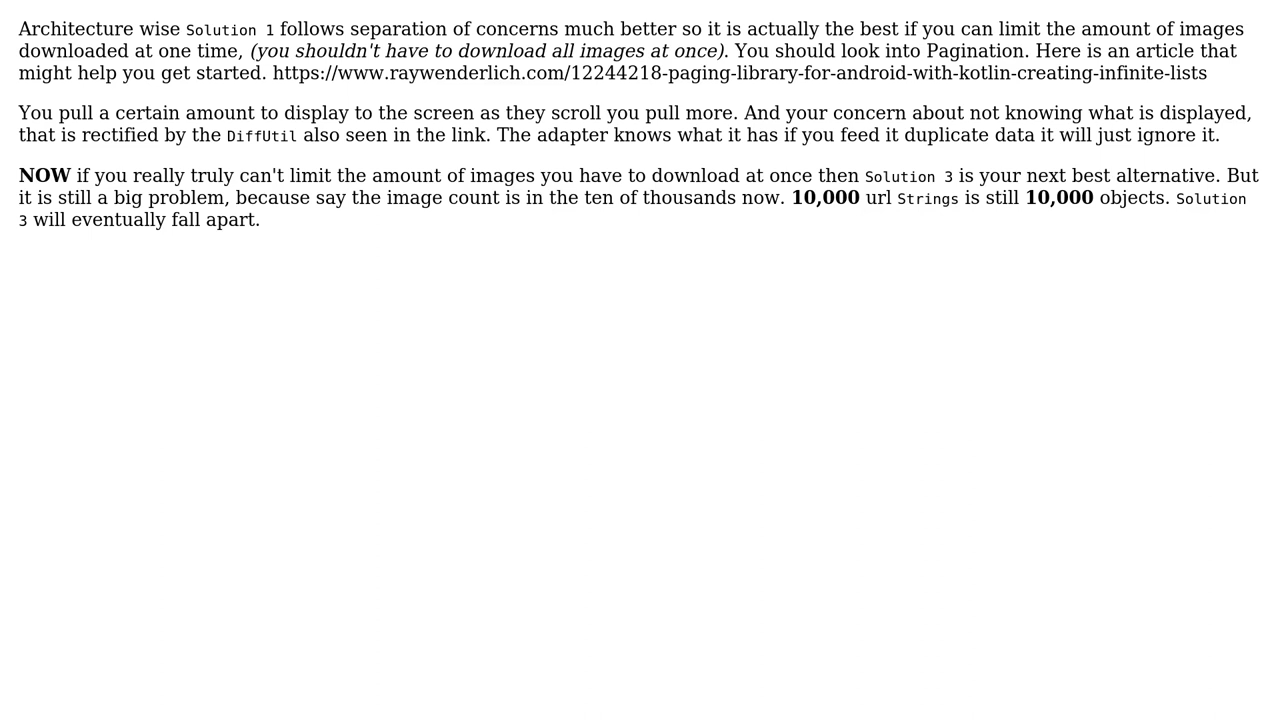 Architecture wise Solution 1 follows separation of concerns much better so it is actually the best if you can limit the amount of images
downloaded at one time, (you shouldn't have to download all images at once). You should look into Pagination. Here is an article that
might help you get started. https://www.raywenderlich.com/12244218-paging-library-for-android-with-kotlin-creating-infinite-lists
You pull a certain amount to display to the screen as they scroll you pull more. And your concern about not knowing what is displayed,
that is rectified by the DiffUtil also seen in the link. The adapter knows what it has if you feed it duplicate data it will just ignore it.
NOW if you really truly can't limit the amount of images you have to download at once then Solution 3 is your next best alternative. But
it is still a big problem, because say the image count is in the ten of thousands now. 10,000 url Strings is still 10,000 objects. Solution
3 will eventually fall apart.